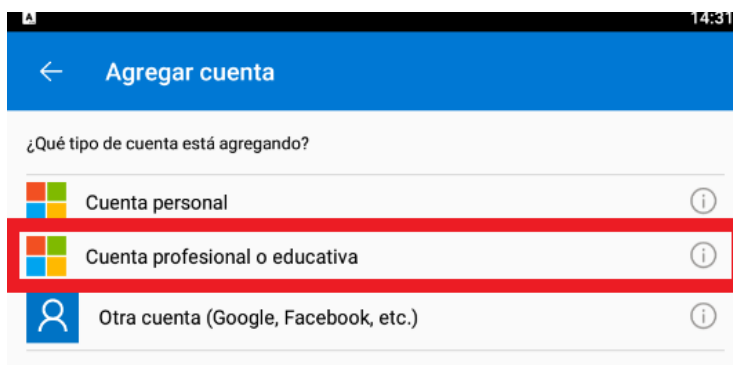 A
14:31
Agregar cuenta
¿Qué tipo de cuenta está agregando?
Cuenta personal
Cuenta profesional o educativa
Otra cuenta (Google, Facebook, etc.)